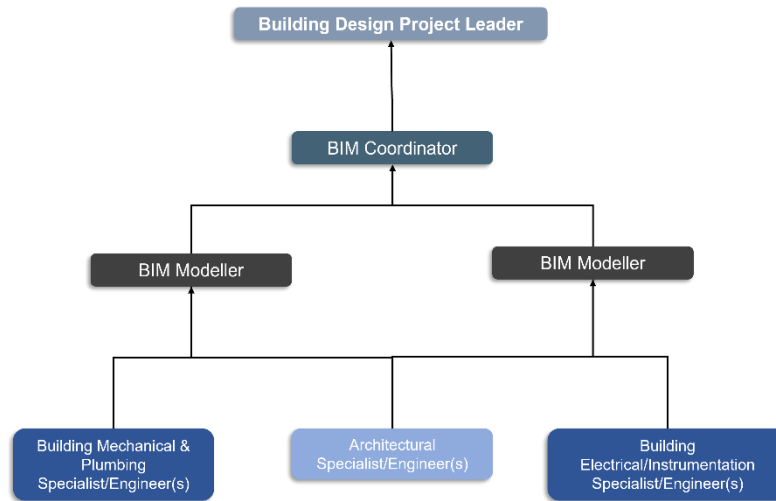 Building Design Project Leader
BIM Coordinator
BIM Modeller
BIM Modeller
Building Mechanical &
Plumbing
Specialist/Engineer(s)
Architectural
Specialist/Engineer(s)
Building
Electrical/Instrumentation
Specialist/Engineer(s)